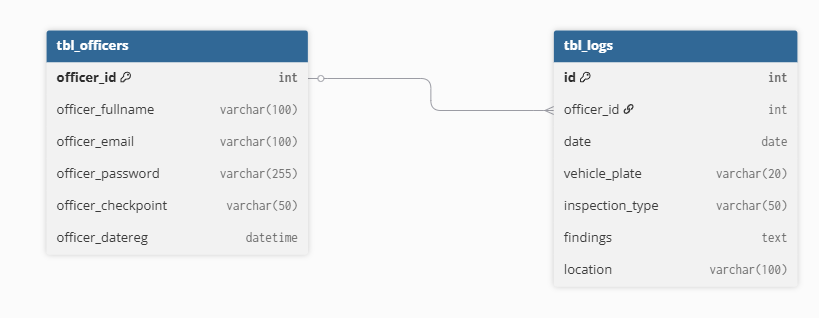 tbl_officers
officer_id int
officer_fullname varchar(100)
officer_email varchar(100)
officer_password varchar(255)
officer_checkpoint varchar(50)
officer_datereg datetime
tbl_logs
id int
officer_id int
date date
vehicle_plate varchar(20)
inspection_type varchar(50)
findings text
location varchar(100)